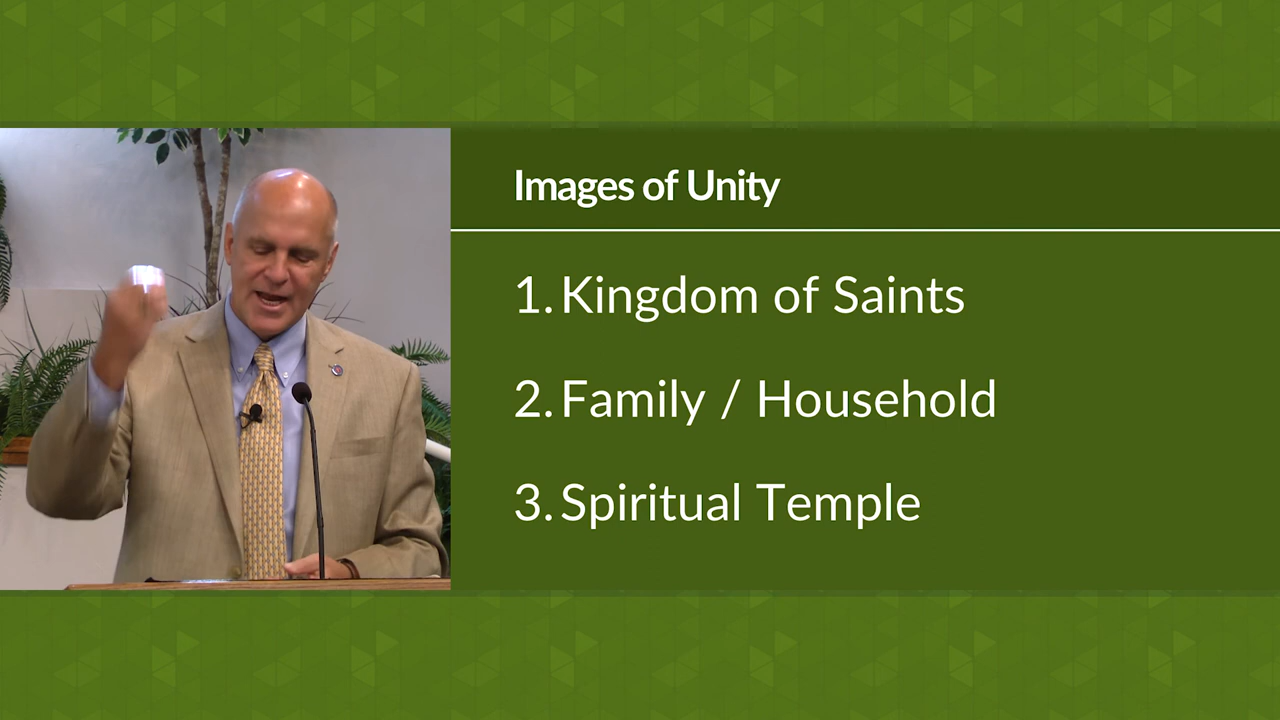 Images of Unity
1. Kingdom of Saints
2. Family / Household
3. Spiritual Temple